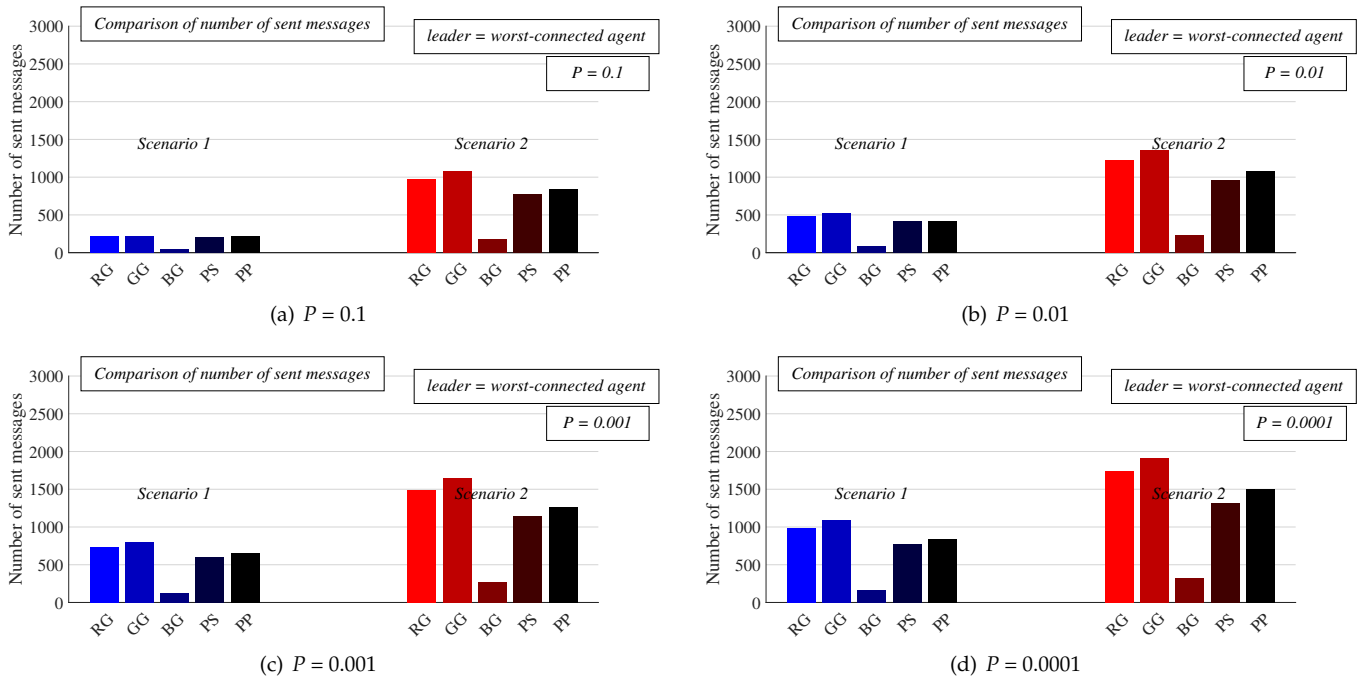 Comparison of number of sent messages
leader = worst-connected agent
P = 0.1
Number of sent messages
3000
2500
2000
1500
1000
500
0
Scenario 1
Scenario 2
RG GG BG PS PP RG GG BG PS PP
(a) P = 0.1
Comparison of number of sent messages
leader = worst-connected agent
P = 0.01
Number of sent messages
3000
2500
2000
1500
1000
500
0
Scenario 1
Scenario 2
RG GG BG PS PP RG GG BG PS PP
(b) P = 0.01
Comparison of number of sent messages
leader = worst-connected agent
P = 0.001
Number of sent messages
3000
2500
2000
1500
1000
500
0
Scenario 1
Scenario 2
RG GG BG PS PP RG GG BG PS PP
(c) P = 0.001
Comparison of number of sent messages
leader = worst-connected agent
P = 0.0001
Number of sent messages
3000
2500
2000
1500
1000
500
0
Scenario 1
Scenario 2
RG GG BG PS PP RG GG BG PS PP
(d) P = 0.0001